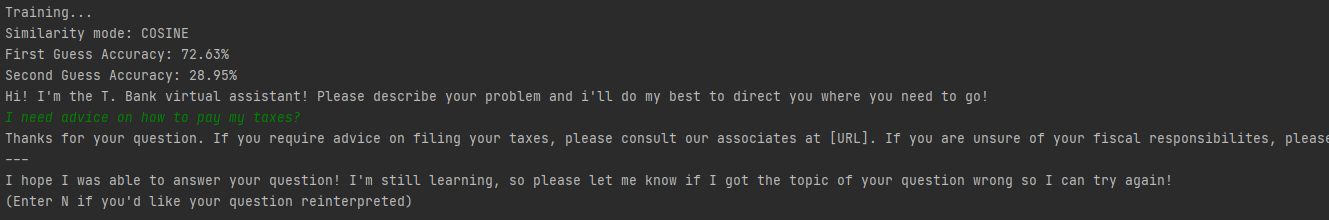 Training...
Similarity mode: COSINE
First Guess Accuracy: 72.63%
Second Guess Accuracy: 28.95%
Hi! I'm the T. Bank virtual assistant! Please describe your problem and i'll do my best to direct you where you need to go!
I need advice on how to pay my taxes?
Thanks for your question. If you require advice on filing your taxes, please consult our associates at [URL]. If you are unsure of your fiscal responsibilites, please
---
I hope I was able to answer your question! I'm still learning, so please let me know if I got the topic of your question wrong so I can try again!
(Enter N if you'd like your question reinterpreted)